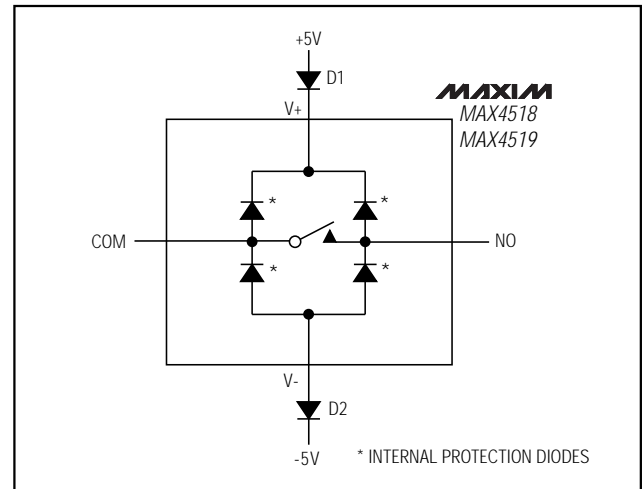 +5V
D1
MAXIM
V+
MAX4518
MAX4519
*
*
COM
NO
*
*
V-
D2
-5V
* INTERNAL PROTECTION DIODES